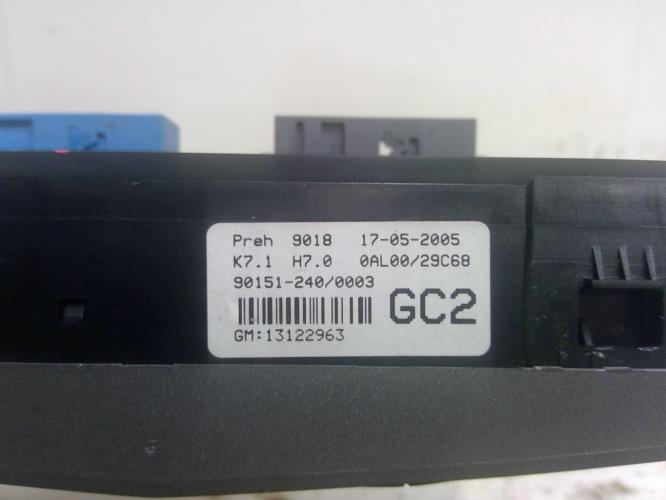 Preh 9018 17-05-2005
K7.1 H7.0 0AL00/29C68
90151-240/0003
GC2
GM:13122963